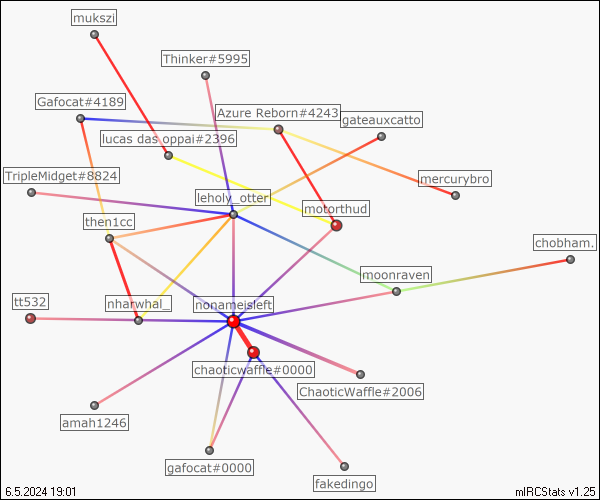 mukszi
Thinker#5995
Gafocat#4189
Azure Reborn#4243
gateauxcatto
lucas das oppai#2396
TripleMidget#8824
mercurybro
leholy_otter
motorthud
then1cc
chobham.
moonraven
tt532
nharwhal_
nonameisleft
chaoticwaffle#0000
ChaoticWaffle#2006
amah1246
gafocat#0000
fakedingo
6.5.2024 19:01
mIRCStats v1.25